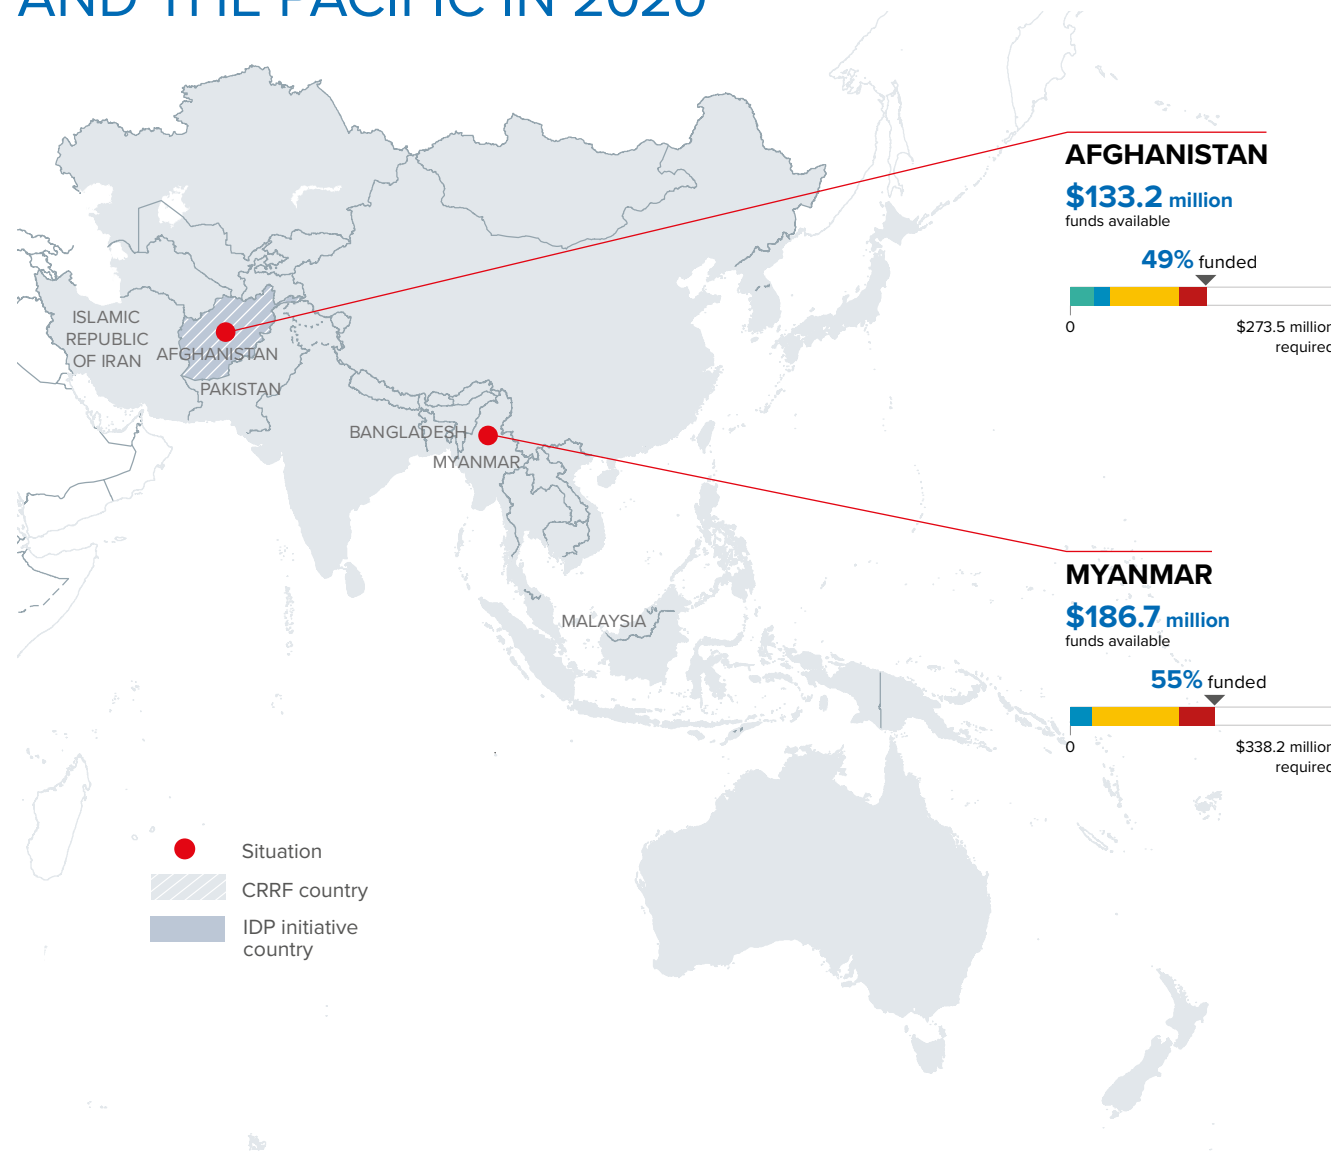 AND THE PACIFIC IN 2020
AFGHANISTAN
$133.2 million
funds available
49% funded
0
$273.5 million
required
ISLAMIC
REPUBLIC
OF IRAN
AFGHANISTAN
PAKISTAN
BANGLADESH
MYANMAR
MALAYSIA
MYANMAR
$186.7 million
funds available
55% funded
0
$338.2 million
required
Situation
CRRF country
IDP initiative
country